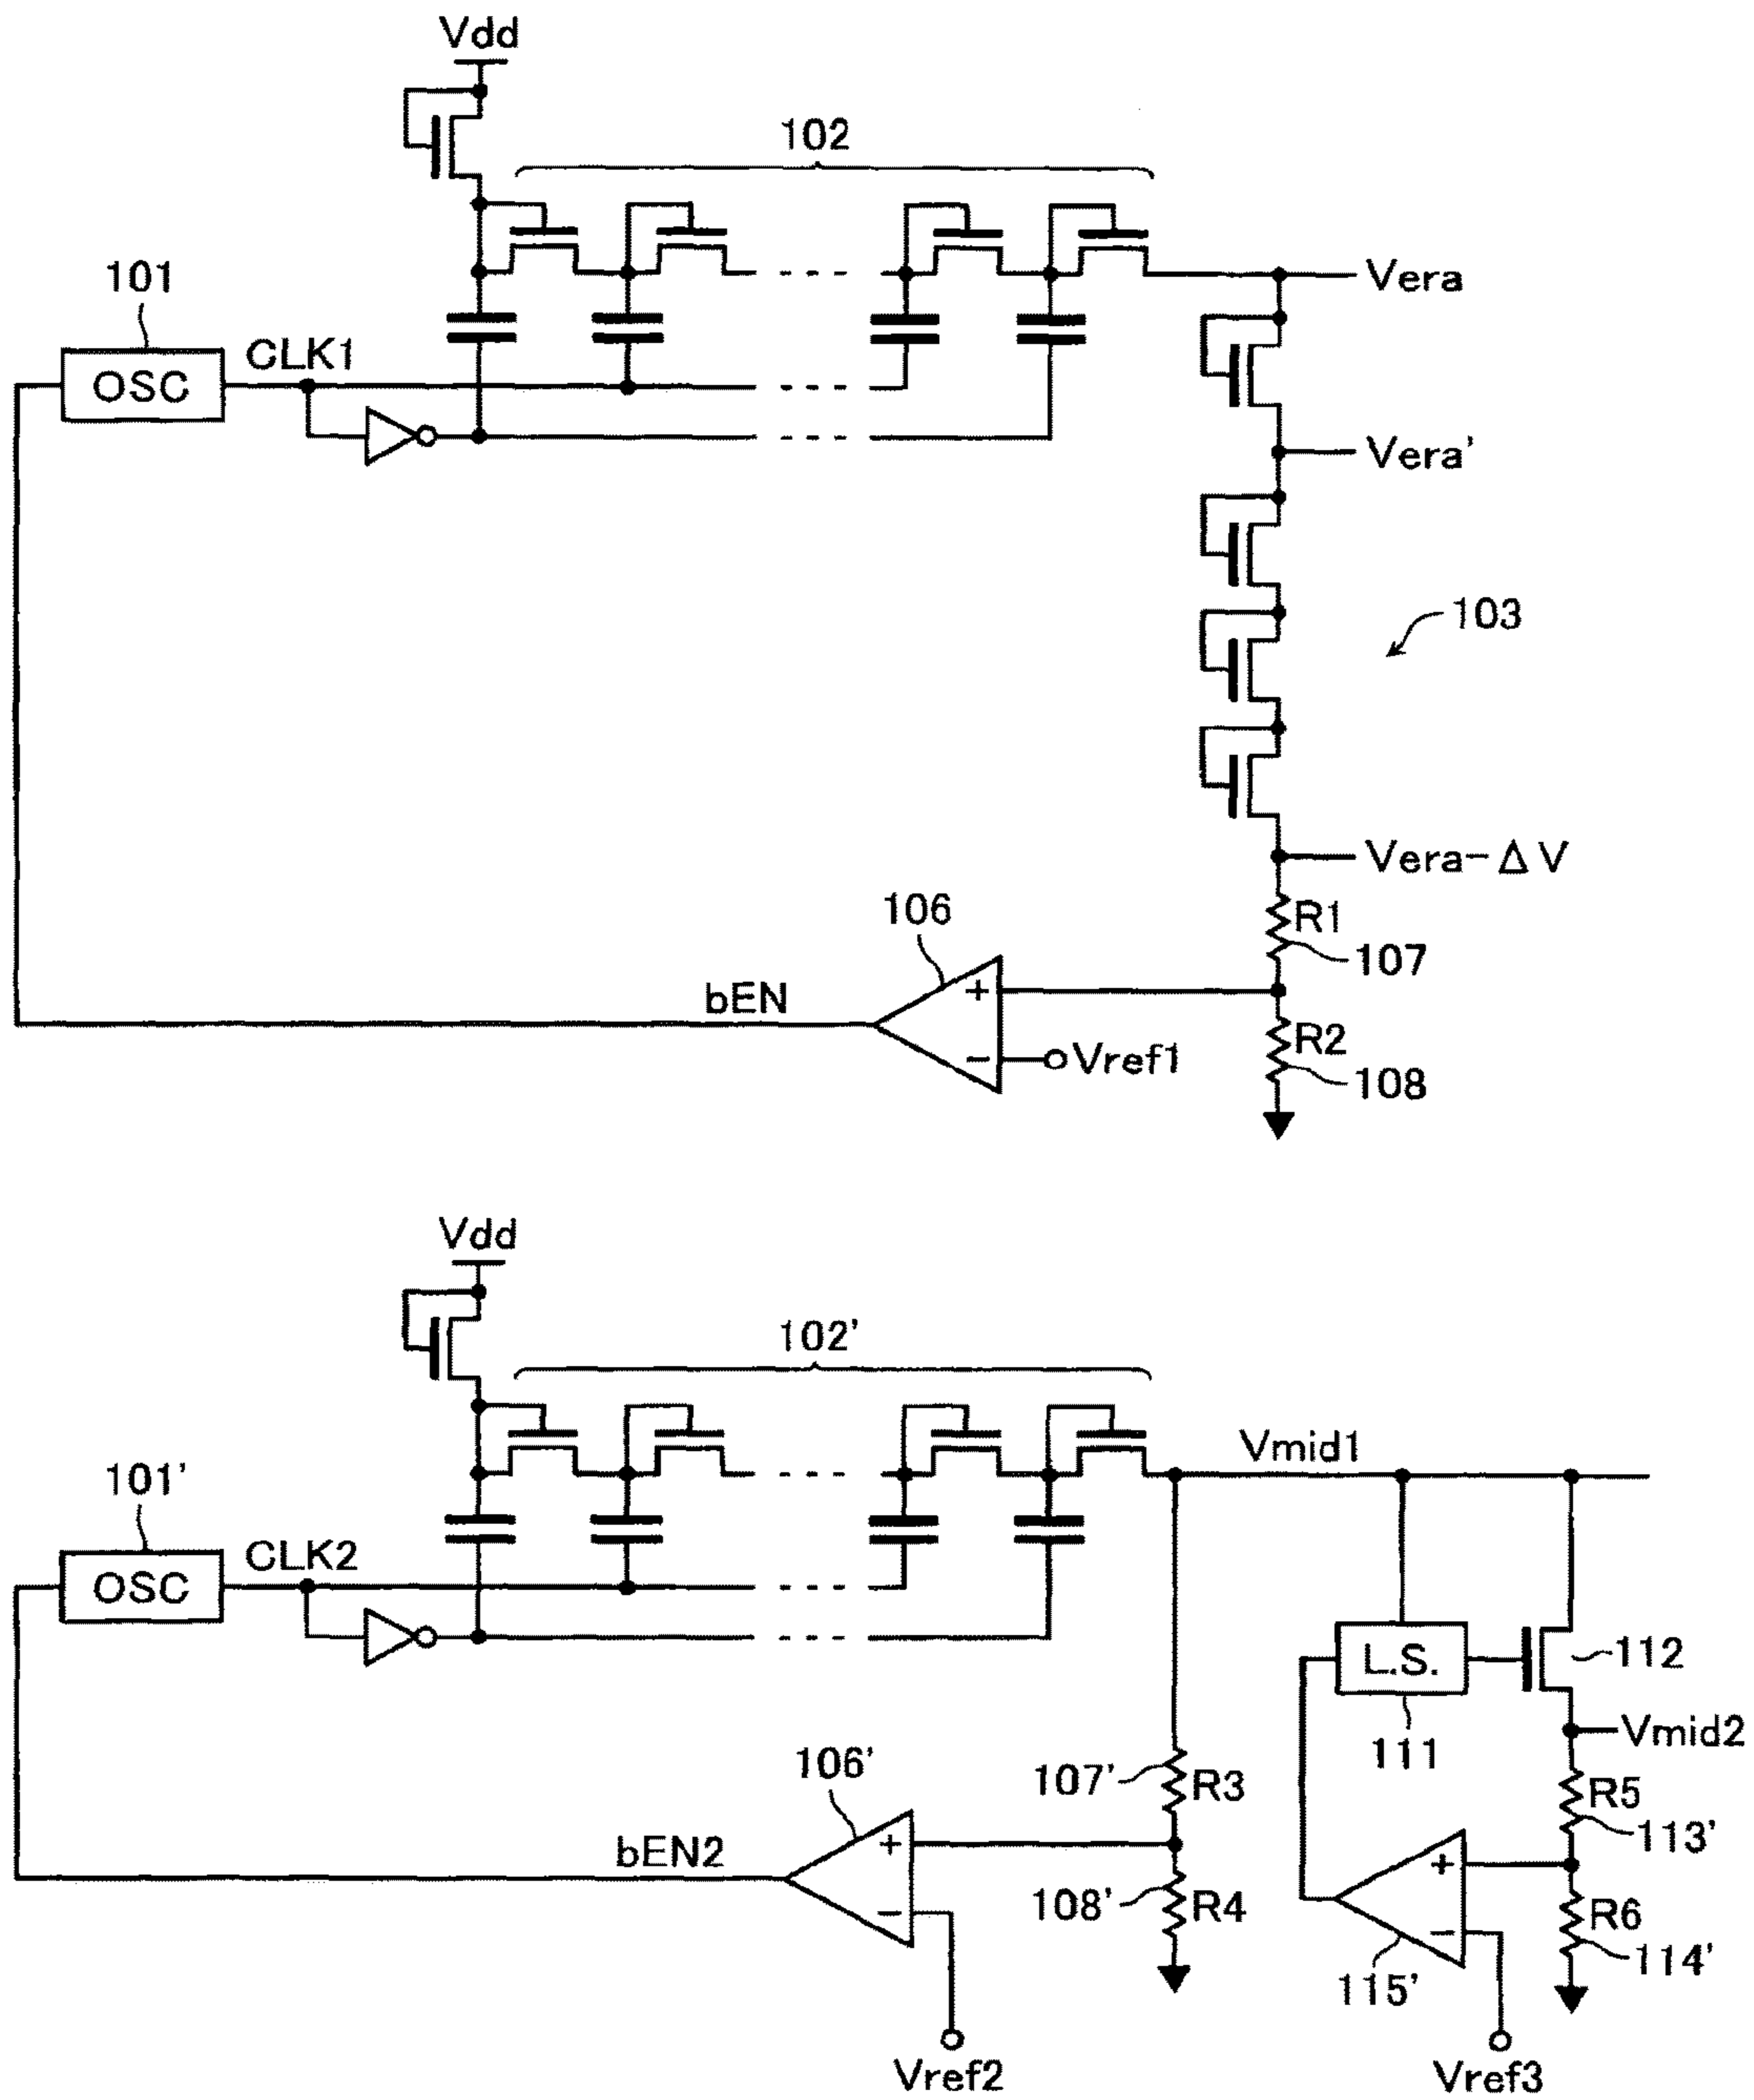 Vdd
102
101
OSC
CLK1
Vera
Vera'
103
Vera-ΔV
106
R1
107
bEN
+
−
Vref1
R2
108
Vdd
102'
Vmid1
101'
OSC
CLK2
L.S.
112
111
Vmid2
106'
107'
R3
R5
113'
bEN2
+
−
108'
R4
+
−
R6
114'
115'
Vref2
Vref3